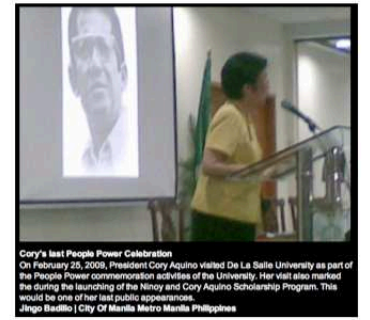 Cory's last People Power Celebration
On February 25, 2009, President Cory Aquino visited De La Salle University as part of
the People Power commemoration activities of the University. Her visit also marked
the during the launching of the Ninoy and Cory Aquino Scholarship Program. This
would be one of her last public appearances.
Jingo Badillo | City Of Manila Metro Manila Philippines